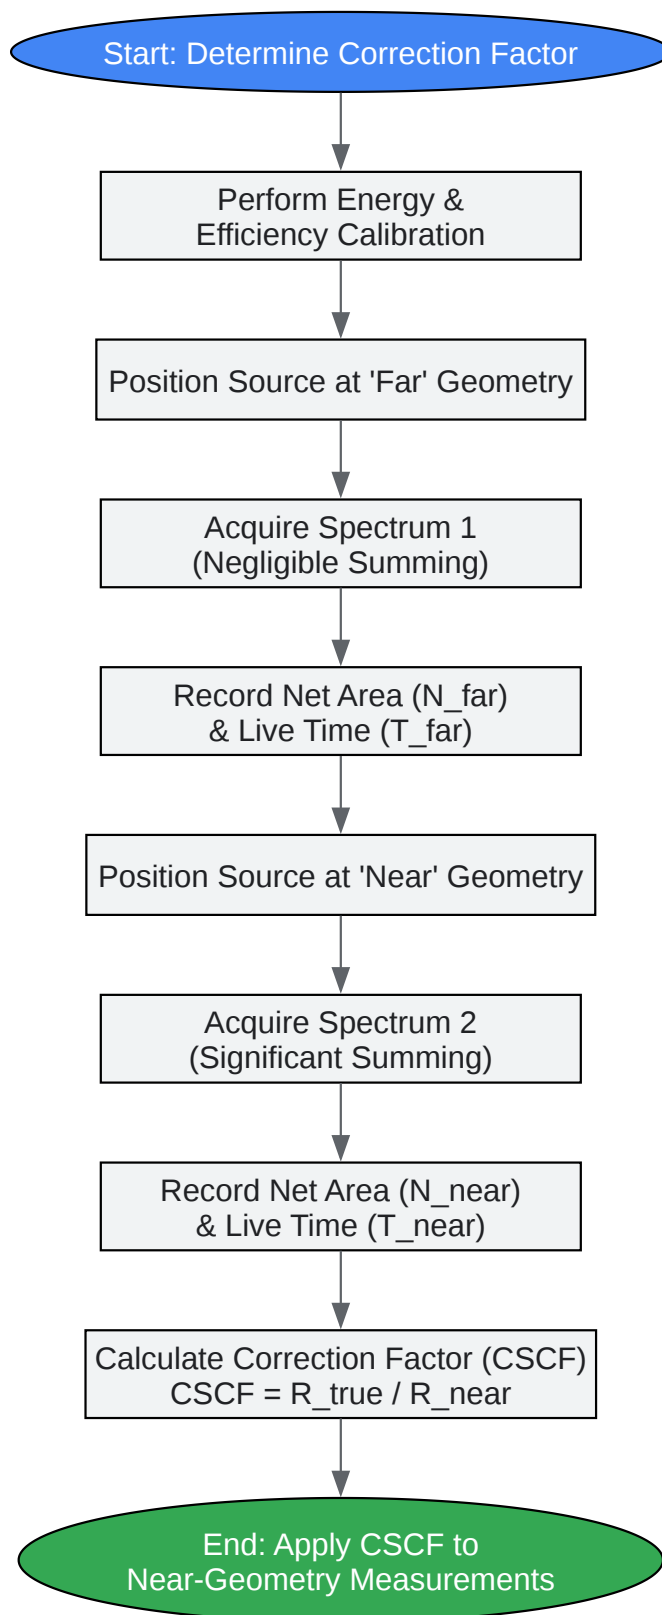 Start: Determine Correction Factor
Perform Energy &
Efficiency Calibration
Position Source at 'Far' Geometry
Acquire Spectrum 1
(Negligible Summing)
Record Net Area (N_far)
& Live Time (T_far)
Position Source at 'Near' Geometry
Acquire Spectrum 2
(Significant Summing)
Record Net Area (N_near)
& Live Time (T_near)
Calculate Correction Factor (CSCF)
CSCF = R_true / R_near
End: Apply CSCF to
Near-Geometry Measurements